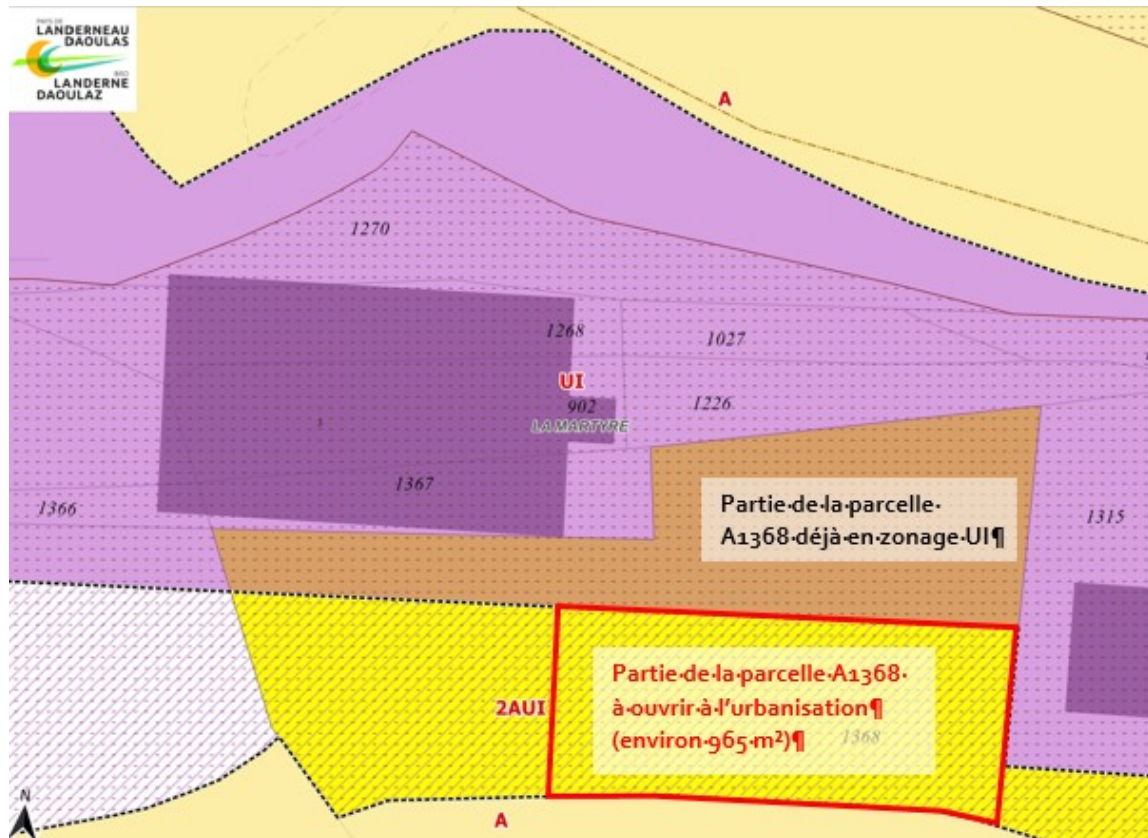 PAYS DE
LANDERNEAU
DAOULAS
BRO
LANDERNE
DAOULAZ
A
1270
1268
1027
UI
902
1226
LA MARTYRE
1367
1366
Partie·de·la·parcelle·
A1368·déjà·en·zonage·UI¶
1315
Partie·de·la·parcelle·A1368·
à·ouvrir·à·l'urbanisation¶
(environ·965·m²)¶
1368
2AUI
N
A